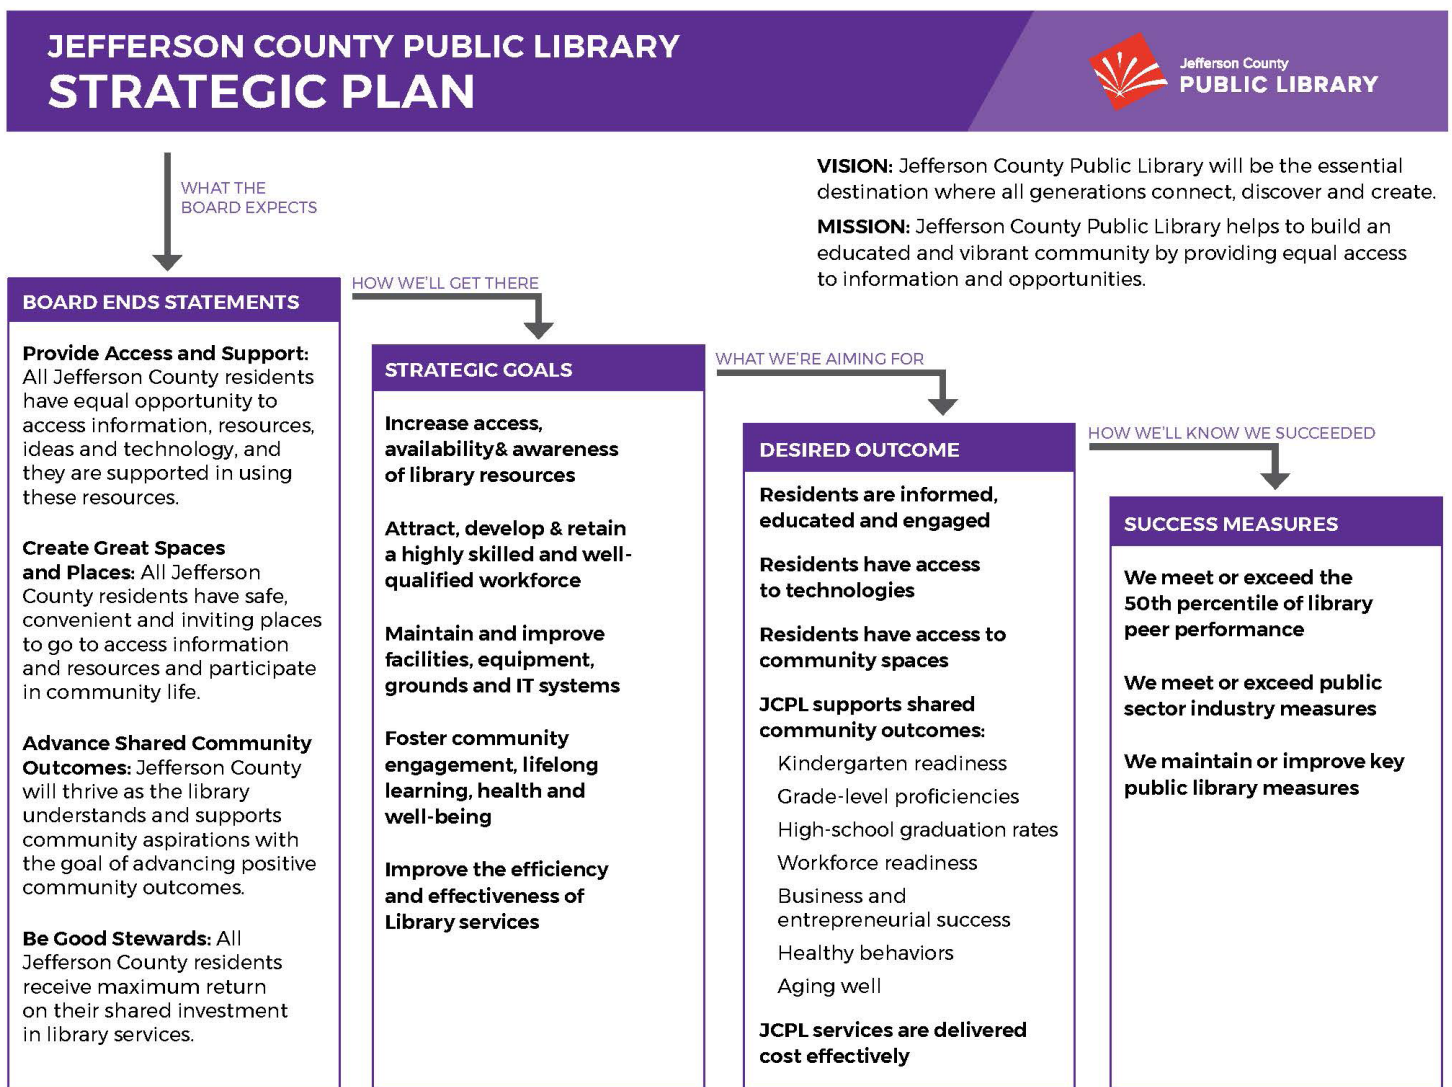 JEFFERSON COUNTY PUBLIC LIBRARY
STRATEGIC PLAN
Jefferson County
PUBLIC LIBRARY
VISION: Jefferson County Public Library will be the essential
destination where all generations connect, discover and create.
MISSION: Jefferson County Public Library helps to build an
educated and vibrant community by providing equal access
to information and opportunities.
WHAT THE
BOARD EXPECTS
BOARD ENDS STATEMENTS
Provide Access and Support:
All Jefferson County residents
have equal opportunity to
access information, resources,
ideas and technology, and
they are supported in using
these resources.
Create Great Spaces
and Places: All Jefferson
County residents have safe,
convenient and inviting places
to go to access information
and resources and participate
in community life.
Advance Shared Community
Outcomes: Jefferson County
will thrive as the library
understands and supports
community aspirations with
the goal of advancing positive
community outcomes.
Be Good Stewards: All
Jefferson County residents
receive maximum return
on their shared investment
in library services.
HOW WE'LL GET THERE
STRATEGIC GOALS
Increase access,
availability& awareness
of library resources
Attract, develop & retain
a highly skilled and well-
qualified workforce
Maintain and improve
facilities, equipment,
grounds and IT systems
Foster community
engagement, lifelong
learning, health and
well-being
Improve the efficiency
and effectiveness of
Library services
WHAT WE'RE AIMING FOR
DESIRED OUTCOME
Residents are informed,
educated and engaged
Residents have access
to technologies
Residents have access to
community spaces
JCPL supports shared
community outcomes:
Kindergarten readiness
Grade-level proficiencies
High-school graduation rates
Workforce readiness
Business and
entrepreneurial success
Healthy behaviors
Aging well
JCPL services are delivered
cost effectively
HOW WE'LL KNOW WE SUCCEEDED
SUCCESS MEASURES
We meet or exceed the
50th percentile of library
peer performance
We meet or exceed public
sector industry measures
We maintain or improve key
public library measures